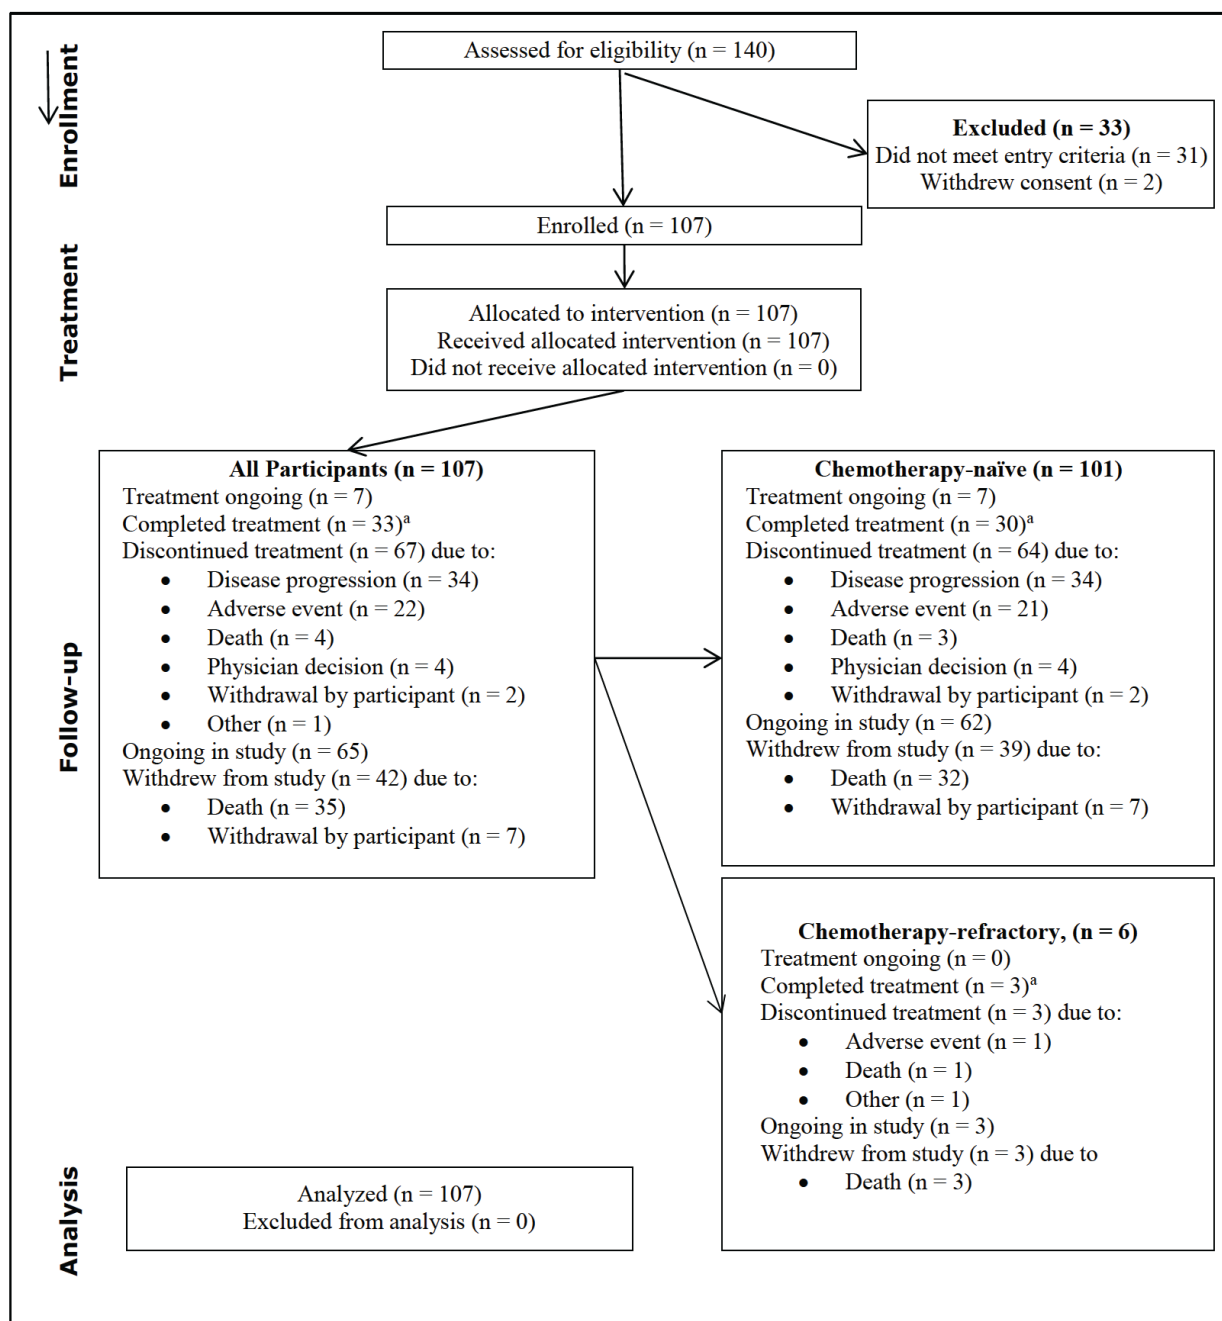 Enrollment
Assessed for eligibility (n = 140)
Excluded (n = 33)
Did not meet entry criteria (n = 31)
Withdrew consent (n = 2)
Enrolled (n = 107)
Treatment
Allocated to intervention (n = 107)
Received allocated intervention (n = 107)
Did not receive allocated intervention (n = 0)
Follow-up
All Participants (n = 107)
Treatment ongoing (n = 7)
Completed treatment (n = 33)ª
Discontinued treatment (n = 67) due to:
• Disease progression (n = 34)
• Adverse event (n = 22)
• Death (n = 4)
• Physician decision (n = 4)
• Withdrawal by participant (n = 2)
• Other (n = 1)
Ongoing in study (n = 65)
Withdrew from study (n = 42) due to:
• Death (n = 35)
• Withdrawal by participant (n = 7)
Chemotherapy-naïve (n = 101)
Treatment ongoing (n = 7)
Completed treatment (n = 30)ª
Discontinued treatment (n = 64) due to:
• Disease progression (n = 34)
• Adverse event (n = 21)
• Death (n = 3)
• Physician decision (n = 4)
• Withdrawal by participant (n = 2)
Ongoing in study (n = 62)
Withdrew from study (n = 39) due to:
• Death (n = 32)
• Withdrawal by participant (n = 7)
Chemotherapy-refractory, (n = 6)
Treatment ongoing (n = 0)
Completed treatment (n = 3)ª
Discontinued treatment (n = 3) due to:
• Adverse event (n = 1)
• Death (n = 1)
• Other (n = 1)
Ongoing in study (n = 3)
Withdrew from study (n = 3) due to
• Death (n = 3)
Analysis
Analyzed (n = 107)
Excluded from analysis (n = 0)